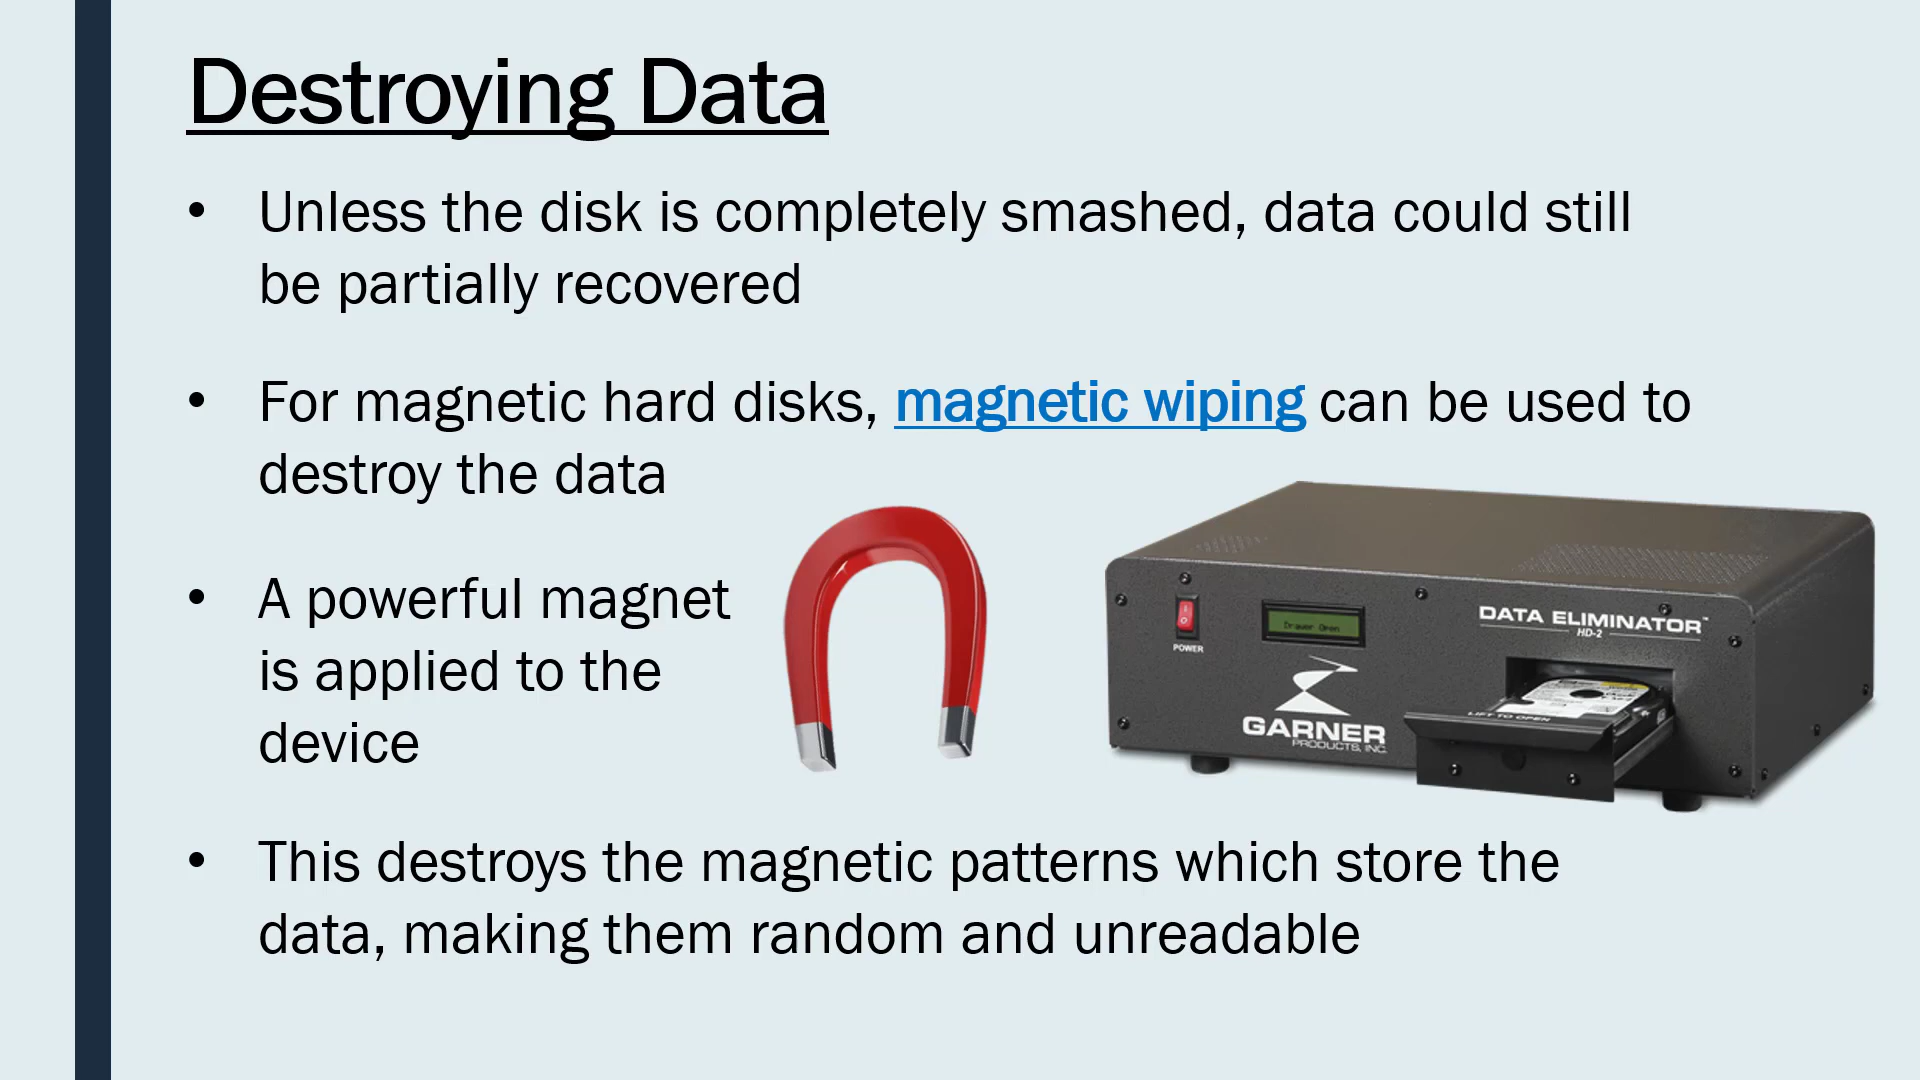 Destroying Data
• Unless the disk is completely smashed, data could still
be partially recovered
• For magnetic hard disks, magnetic wiping can be used to
destroy the data
• A powerful magnet
is applied to the
device
POWER
Drawer Open
DATA ELIMINATOR™
HD-2
GARNER
PRODUCTS, INC.
LIFT TO OPEN
• This destroys the magnetic patterns which store the
data, making them random and unreadable